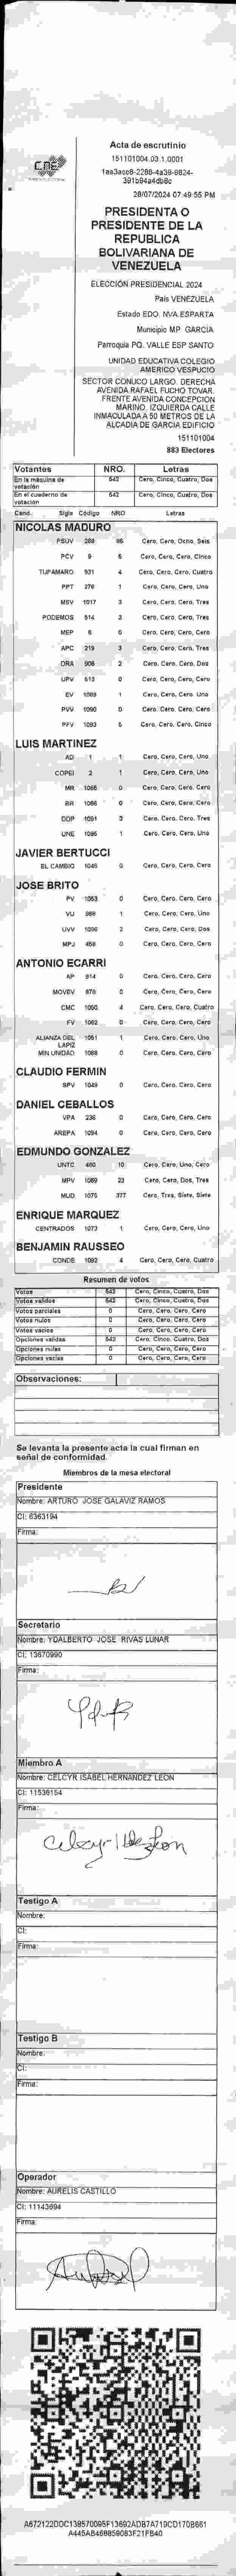 CNE
Acta de escrutinio
151101004.03.1.0001
1aa3acc8-2288-4a39-9824-
391b94a4db8c
28/07/2024 07:49:55 PM
PRESIDENTA O
PRESIDENTE DE LA
REPUBLICA
BOLIVARIANA DE
VENEZUELA
ELECCIÓN PRESIDENCIAL 2024
País VENEZUELA
Estado EDO. NVA.ESPARTA
Municipio MP. GARCIA
Parroquia PQ. VALLE ESP SANTO
UNIDAD EDUCATIVA COLEGIO
AMERICO VESPUCIO
SECTOR CONUCO LARGO. DERECHA
AVENIDA RAFAEL FUCHO TOVAR.
FRENTE AVENIDA CONCEPCION
MARINO. IZQUIERDA CALLE
INMACULADA A 50 METROS DE LA
ALCADIA DE GARCIA EDIFICIO
151101004
883 Electores
Votantes NRO. Letras
En la máquina de votación 542 Cero, Cinco, Cuatro, Dos
En el cuaderno de votación 542 Cero, Cinco, Cuatro, Dos
Cand. Sigla Código NRO Letras
NICOLAS MADURO
PSUV 289 86 Cero, Cero, Ocho, Seis
PCV 9 5 Cero, Cero, Cero, Cinco
TUPAMARO 931 4 Cero, Cero, Cero, Cuatro
PPT 276 1 Cero, Cero, Cero, Uno
MSV 1017 3 Cero, Cero, Cero, Tres
PODEMOS 514 3 Cero, Cero, Cero, Tres
MEP 6 0 Cero, Cero, Cero, Cero
APC 219 3 Cero, Cero, Cero, Tres
ORA 906 2 Cero, Cero, Cero, Dos
UPV 613 0 Cero, Cero, Cero, Cero
EV 1089 1 Cero, Cero, Cero, Uno
PVV 1090 0 Cero, Cero, Cero, Cero
PFV 1093 5 Cero, Cero, Cero, Cinco
LUIS MARTINEZ
AD 1 1 Cero, Cero, Cero, Uno
COPEI 2 1 Cero, Cero, Cero, Uno
MR 1055 0 Cero, Cero, Cero, Cero
BR 1066 0 Cero, Cero, Cero, Cero
DDP 1091 3 Cero, Cero, Cero, Tres
UNE 1095 1 Cero, Cero, Cero, Uno
JAVIER BERTUCCI
EL CAMBIO 1046 0 Cero, Cero, Cero, Cero
JOSE BRITO
PV 1053 0 Cero, Cero, Cero, Cero
VU 989 1 Cero, Cero, Cero, Uno
UVV 1096 2 Cero, Cero, Cero, Dos
MPJ 458 0 Cero, Cero, Cero, Cero
ANTONIO ECARRI
AP 914 0 Cero, Cero, Cero, Cero
MOVEV 870 0 Cero, Cero, Cero, Cero
CMC 1050 4 Cero, Cero, Cero, Cuatro
FV 1082 0 Cero, Cero, Cero, Cero
ALIANZA DEL LAPIZ 1051 1 Cero, Cero, Cero, Uno
MIN UNIDAD 1068 0 Cero, Cero, Cero, Cero
CLAUDIO FERMIN
SPV 1049 0 Cero, Cero, Cero, Cero
DANIEL CEBALLOS
VPA 236 0 Cero, Cero, Cero, Cero
AREPA 1094 0 Cero, Cero, Cero, Cero
EDMUNDO GONZALEZ
UNTC 460 10 Cero, Cero, Uno, Cero
MPV 1089 23 Cero, Cero, Dos, Tres
MUD 1075 377 Cero, Tres, Siete, Siete
ENRIQUE MARQUEZ
CENTRADOS 1073 1 Cero, Cero, Cero, Uno
BENJAMIN RAUSSEO
CONDE 1092 4 Cero, Cero, Cero, Cuatro
Resumen de votos
Votos 542 Cero, Cinco, Cuatro, Dos
Votos validos 542 Cero, Cinco, Cuatro, Dos
Votos parciales 0 Cero, Cero, Cero, Cero
Votos nulos 0 Cero, Cero, Cero, Cero
Votos vacios 0 Cero, Cero, Cero, Cero
Opciones validas 542 Cero, Cinco, Cuatro, Dos
Opciones nulas 0 Cero, Cero, Cero, Cero
Opciones vacias 0 Cero, Cero, Cero, Cero
Observaciones:
Se levanta la presente acta la cual firman en
señal de conformidad.
Miembros de la mesa electoral
Presidente
Nombre: ARTURO JOSE GALAVIZ RAMOS
CI: 6363194
Firma:
Secretario
Nombre: YDALBERTO JOSE RIVAS LUNAR
CI: 13670990
Firma:
Miembro A
Nombre: CELCYR ISABEL HERNANDEZ LEON
CI: 11536154
Firma:
Testigo A
Nombre:
CI:
Firma:
Testigo B
Nombre:
CI:
Firma:
Operador
Nombre: AURELIS CASTILLO
CI: 11143694
Firma:
A672122D0C138570095F13692ADB7A719CD170B661
A445AB468859083F21FB40